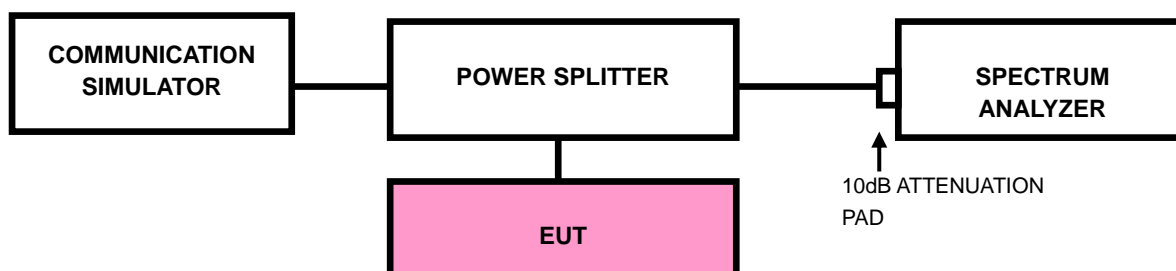 COMMUNICATION
SIMULATOR
POWER SPLITTER
SPECTRUM
ANALYZER
10dB ATTENUATION
PAD
EUT